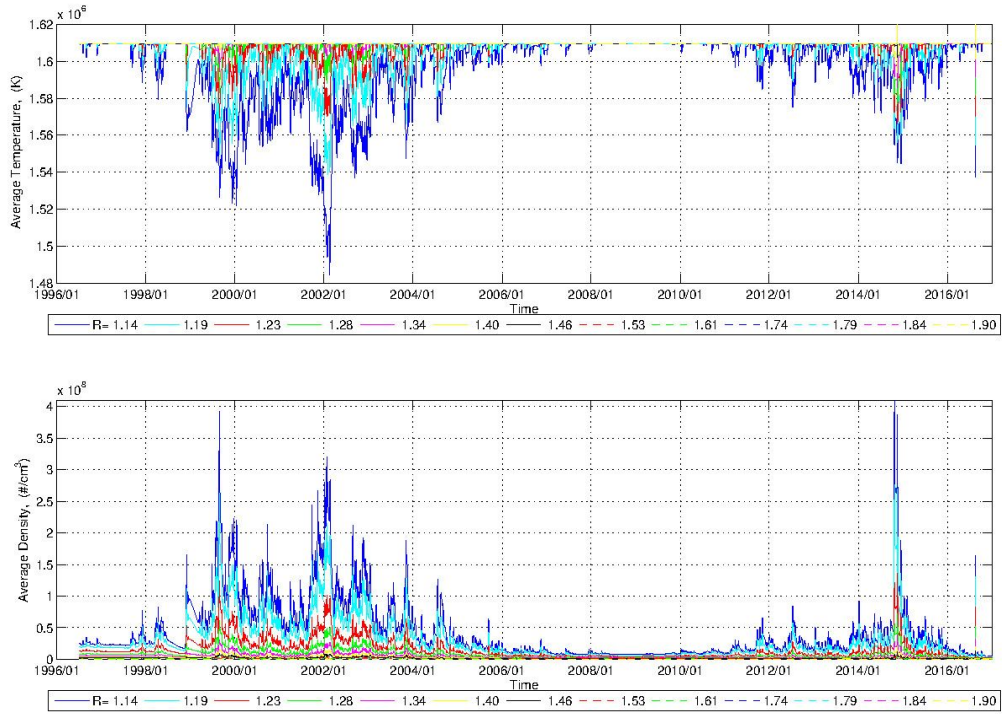 x 10⁶
1.62
1.6
1.58
1.56
1.54
1.52
1.5
1.48
Average Temperature, (K)
1996/01 1998/01 2000/01 2002/01 2004/01 2006/01 2008/01 2010/01 2012/01 2014/01 2016/01
Time
R= 1.14 1.19 1.23 1.28 1.34 1.40 1.46 1.53 1.61 1.74 1.79 1.84 1.90
x 10⁸
4
3.5
3
2.5
2
1.5
1
0.5
0
Average Density, (#/cm³)
1996/01 1998/01 2000/01 2002/01 2004/01 2006/01 2008/01 2010/01 2012/01 2014/01 2016/01
Time
R= 1.14 1.19 1.23 1.28 1.34 1.40 1.46 1.53 1.61 1.74 1.79 1.84 1.90